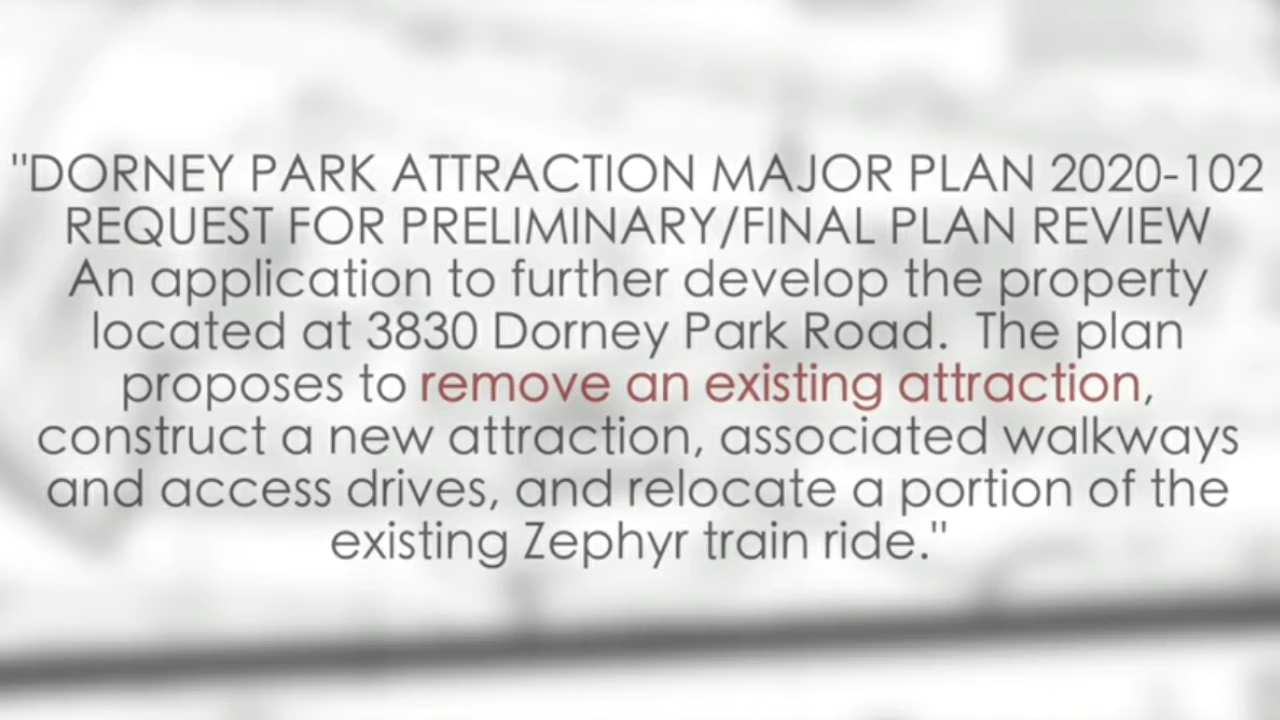 "DORNEY PARK ATTRACTION MAJOR PLAN 2020-102
REQUEST FOR PRELIMINARY/FINAL PLAN REVIEW
An application to further develop the property
located at 3830 Dorney Park Road.  The plan
proposes to remove an existing attraction,
construct a new attraction, associated walkways
and access drives, and relocate a portion of the
existing Zephyr train ride."